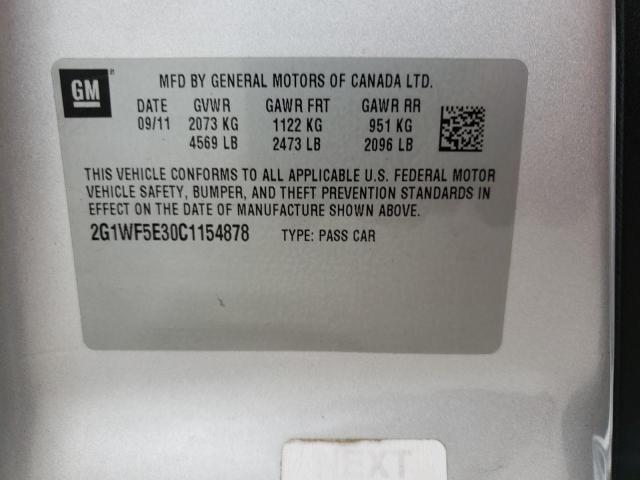 GM
MFD BY GENERAL MOTORS OF CANADA LTD.
DATE GVWR GAWR FRT GAWR RR
09/11 2073 KG 1122 KG 951 KG
4569 LB 2473 LB 2096 LB
THIS VEHICLE CONFORMS TO ALL APPLICABLE U.S. FEDERAL MOTOR
VEHICLE SAFETY, BUMPER, AND THEFT PREVENTION STANDARDS IN
EFFECT ON THE DATE OF MANUFACTURE SHOWN ABOVE.
2G1WF5E30C1154878 TYPE: PASS CAR
NEXT